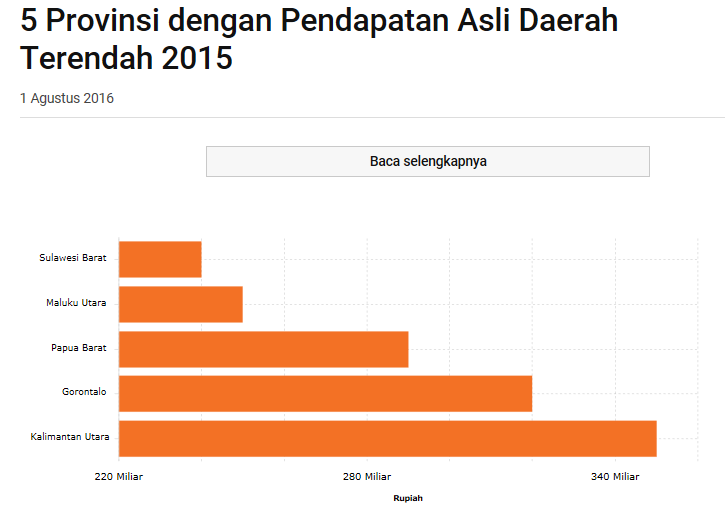 5 Provinsi dengan Pendapatan Asli Daerah
Terendah 2015
1 Agustus 2016
Baca selengkapnya
Sulawesi Barat
Maluku Utara
Papua Barat
Gorontalo
Kalimantan Utara
220 Miliar
280 Miliar
340 Miliar
Rupiah